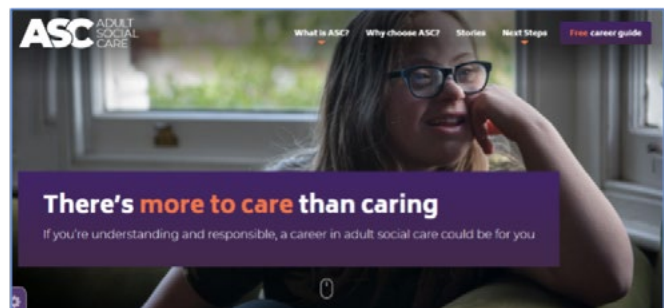 ASC ADULT
SOCIAL
CARE
What is ASC?
Why choose ASC?
Stories
Next Steps
Free career guide
There's more to care than caring
If you're understanding and responsible, a career in adult social care could be for you